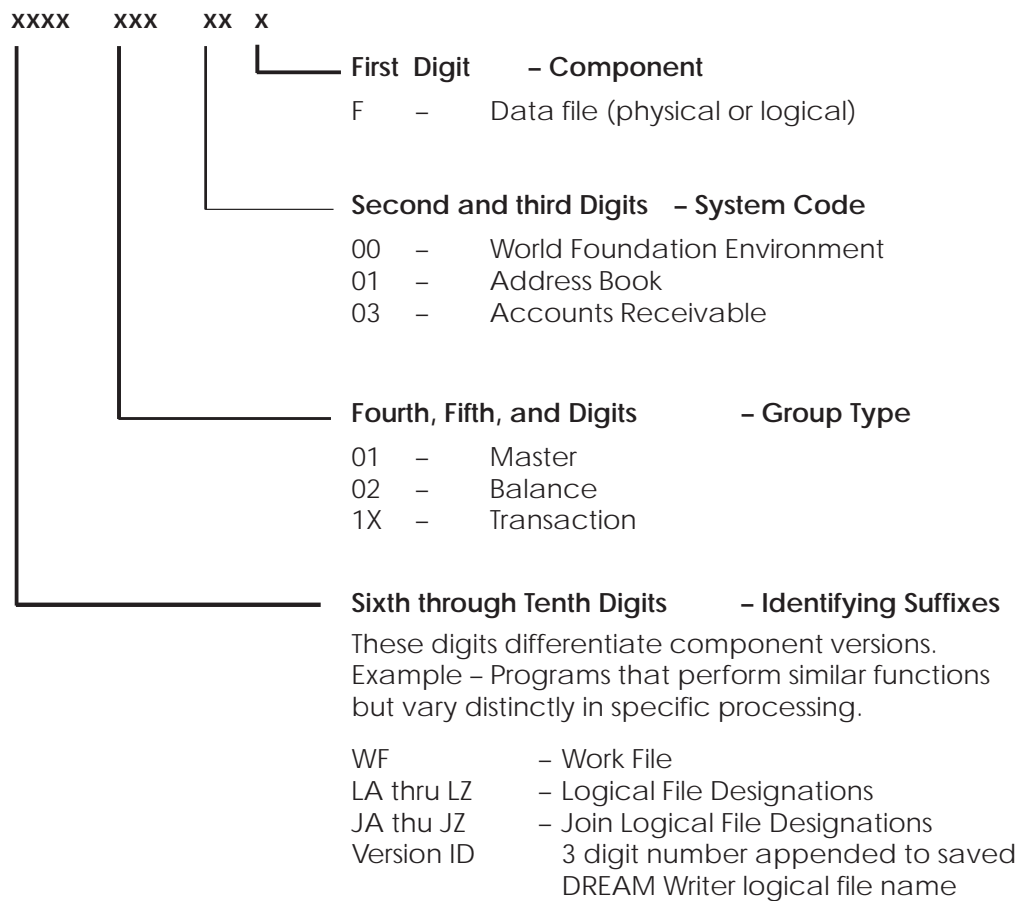 xxxx xxx xx x
First Digit – Component
F – Data file (physical or logical)
Second and third Digits – System Code
00 – World Foundation Environment
01 – Address Book
03 – Accounts Receivable
Fourth, Fifth, and Digits – Group Type
01 – Master
02 – Balance
1X – Transaction
Sixth through Tenth Digits – Identifying Suffixes
These digits differentiate component versions.
Example – Programs that perform similar functions
but vary distinctly in specific processing.
WF – Work File
LA thru LZ – Logical File Designations
JA thu JZ – Join Logical File Designations
Version ID 3 digit number appended to saved
DREAM Writer logical file name